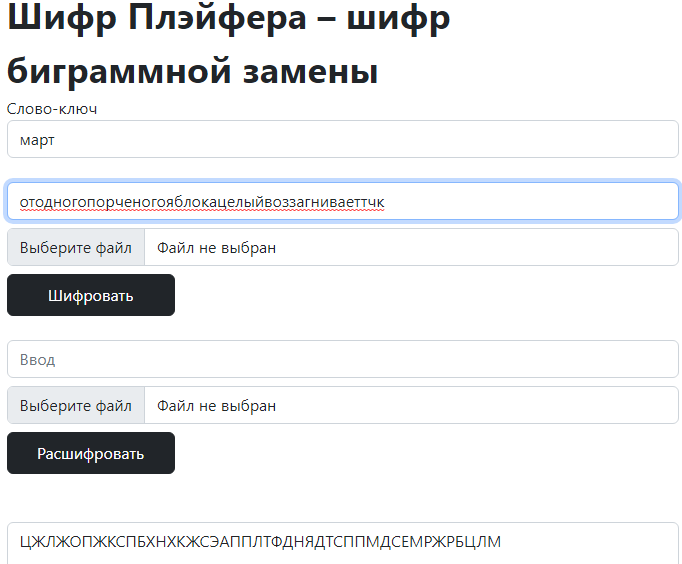 Шифр Плэйфера – шифр
биграммной замены
Слово-ключ
март
отодногопорченогояблокацелыйвоззагниваеттчк
Выберите файл Файл не выбран
Шифровать
Ввод
Выберите файл Файл не выбран
Расшифровать
ЦЖЛЖОПЖКСПБХНХКЖСЭАППЛТФДНЯДТСППМДСЕМРЖРБЦЛМ